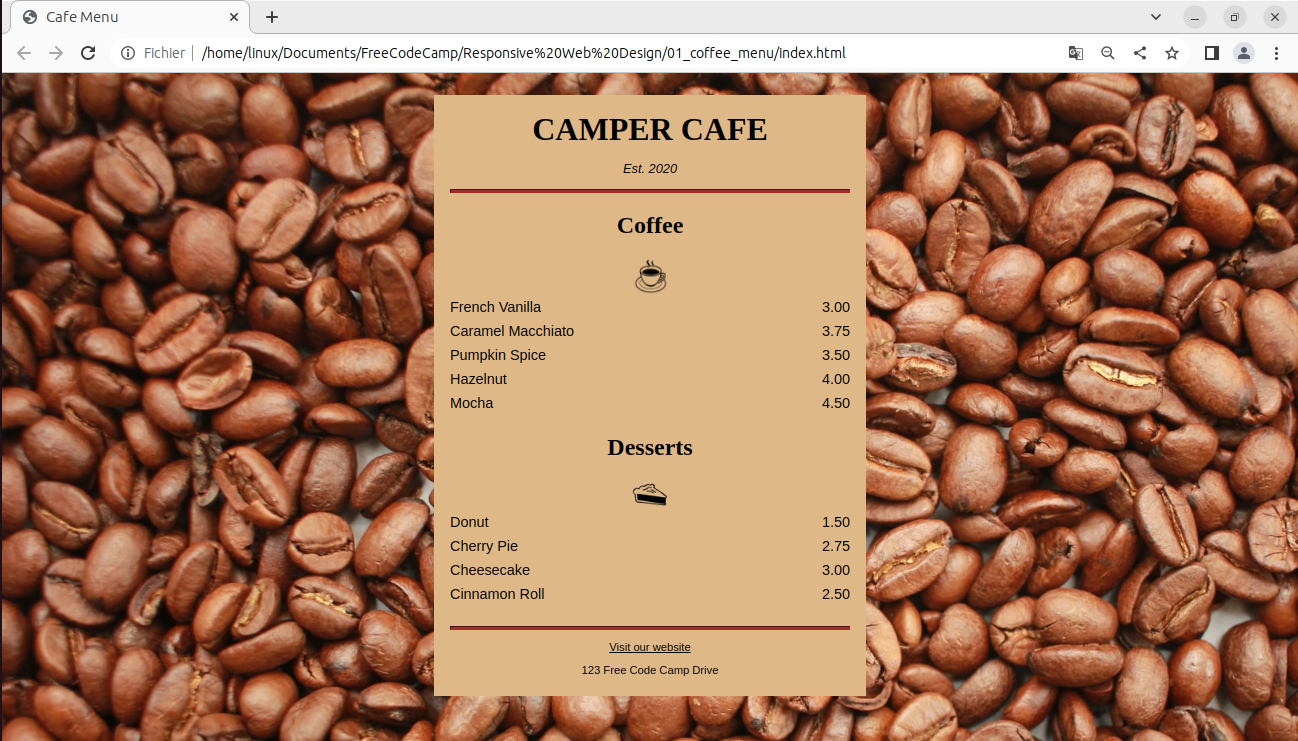 Cafe Menu
Fichier | /home/linux/Documents/FreeCodeCamp/Responsive%20Web%20Design/01_coffee_menu/index.html
CAMPER CAFE
Est. 2020
Coffee
French Vanilla 3.00
Caramel Macchiato 3.75
Pumpkin Spice 3.50
Hazelnut 4.00
Mocha 4.50
Desserts
Donut 1.50
Cherry Pie 2.75
Cheesecake 3.00
Cinnamon Roll 2.50
Visit our website
123 Free Code Camp Drive